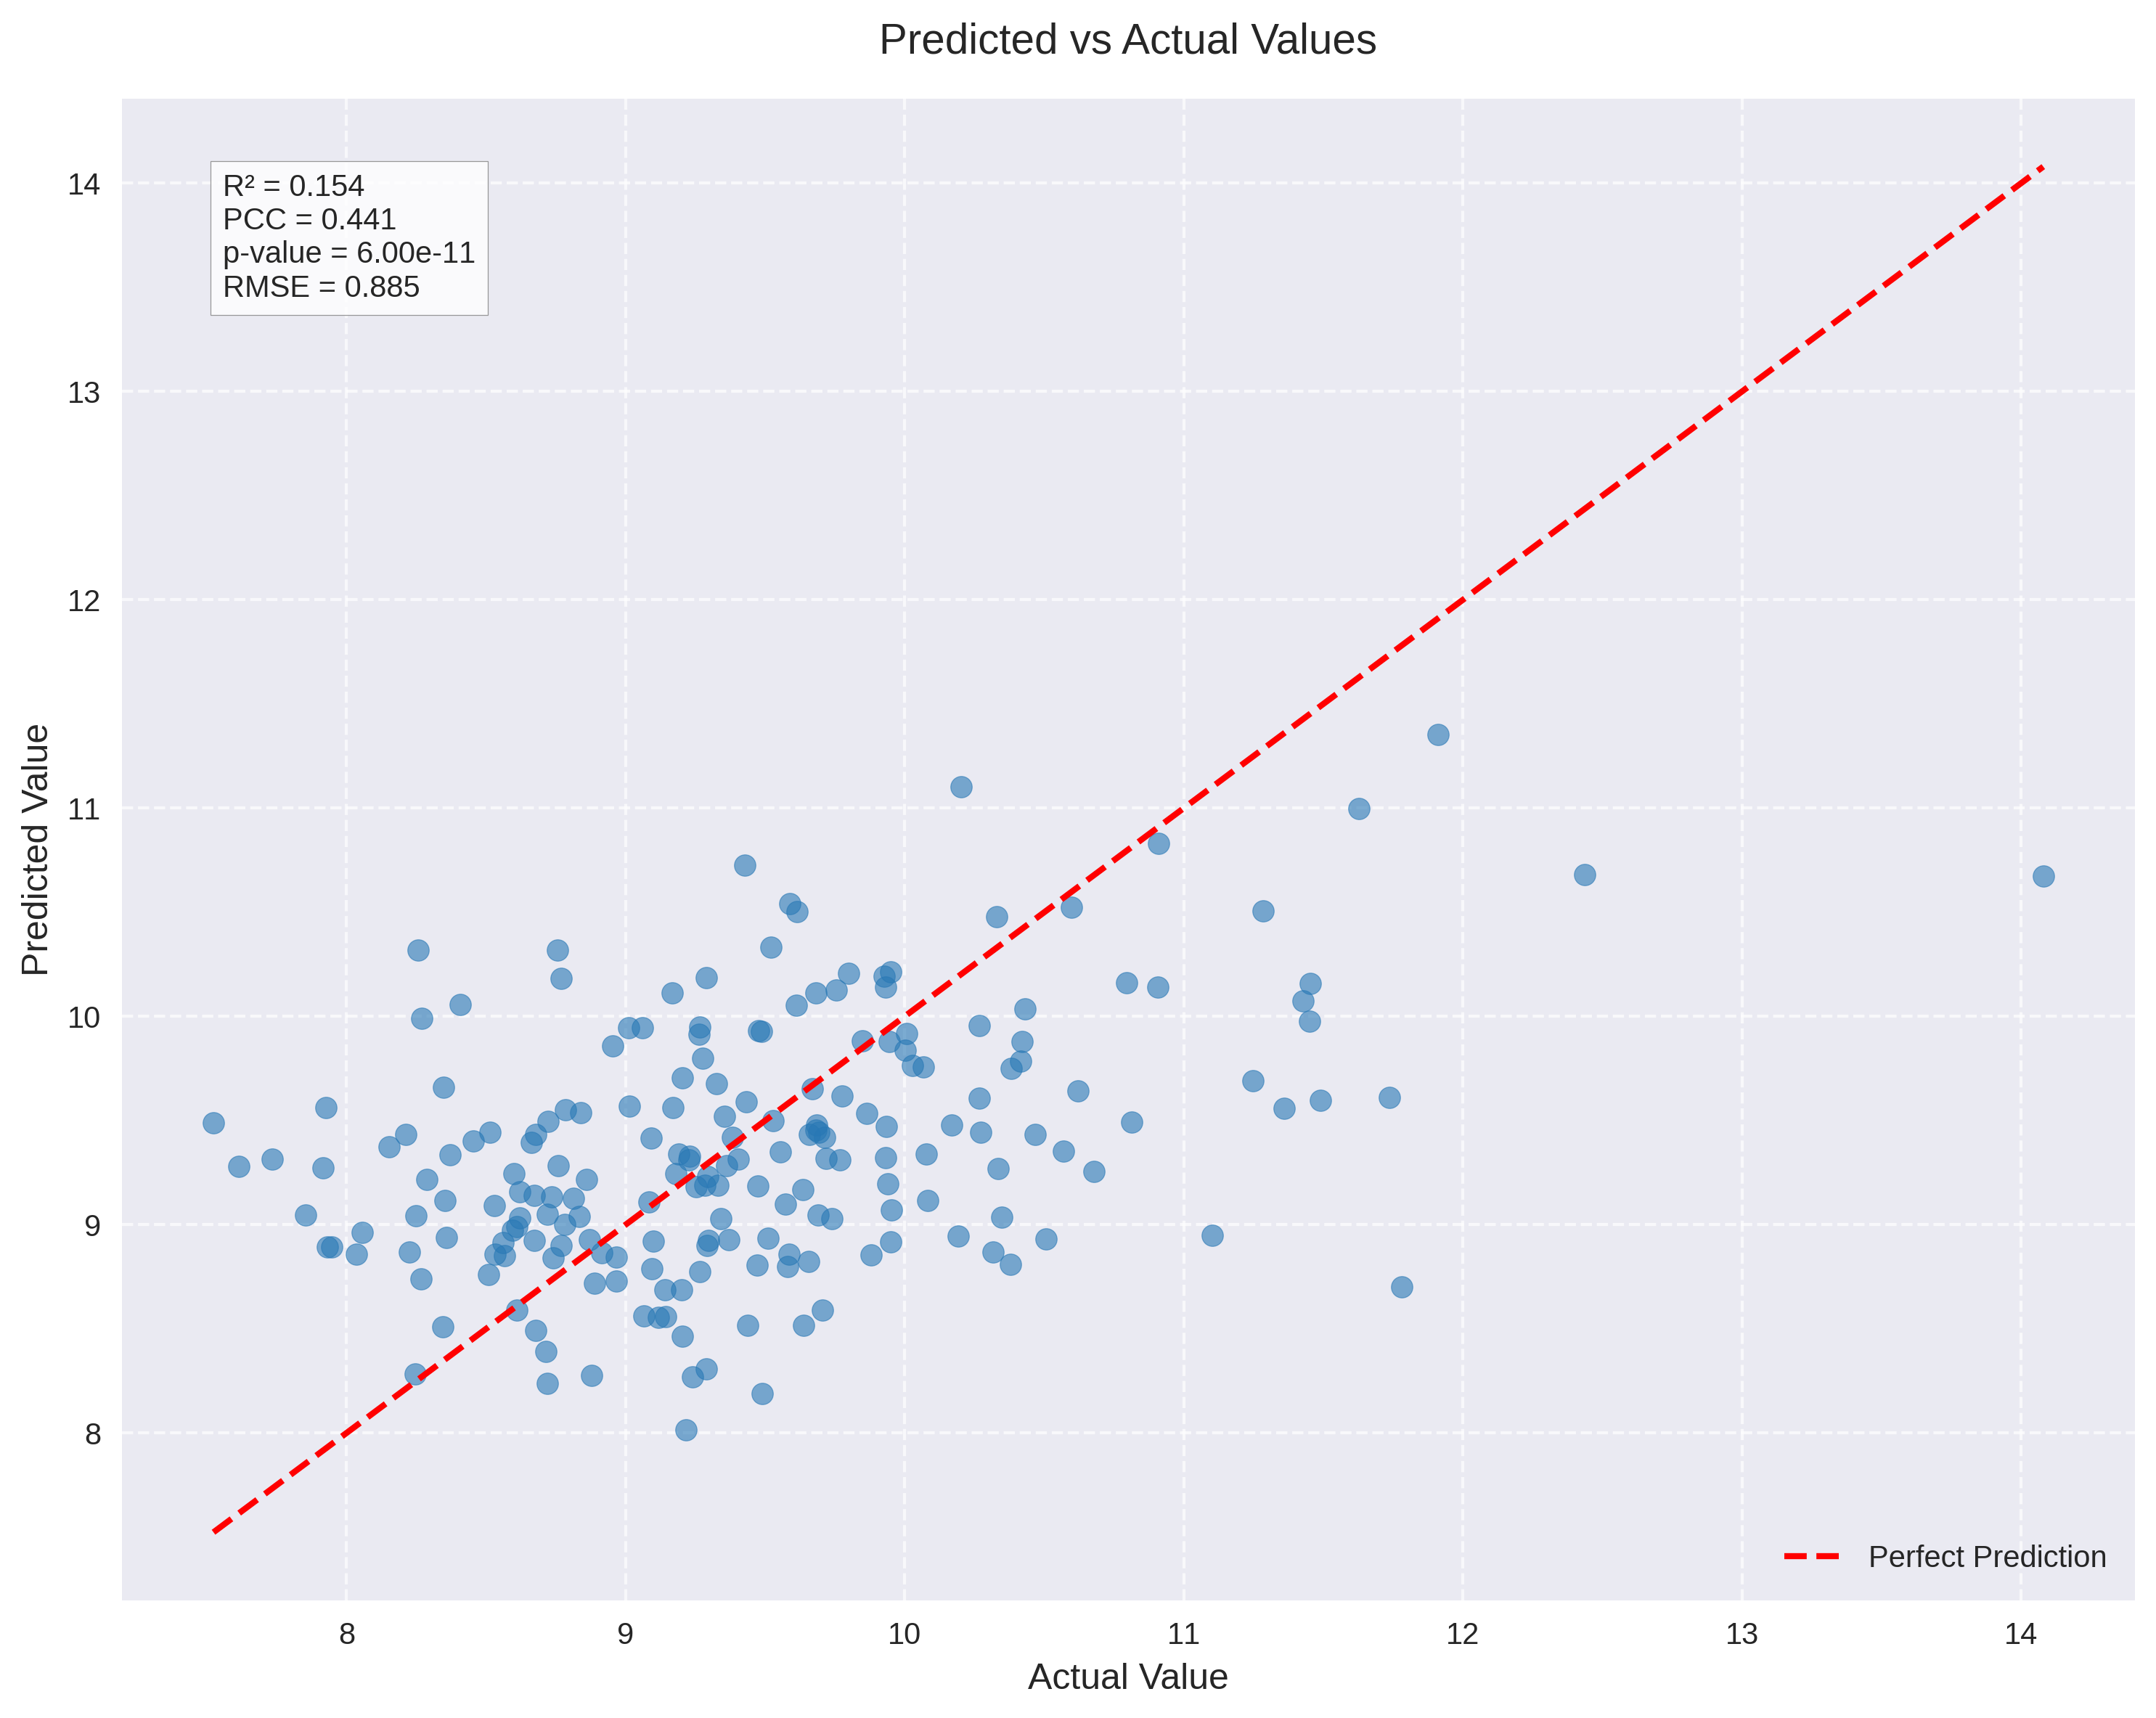 Predicted vs Actual Values
R² = 0.154
PCC = 0.441
p-value = 6.00e-11
RMSE = 0.885
14
13
12
11
10
9
8
Predicted Value
Perfect Prediction
8 9 10 11 12 13 14
Actual Value